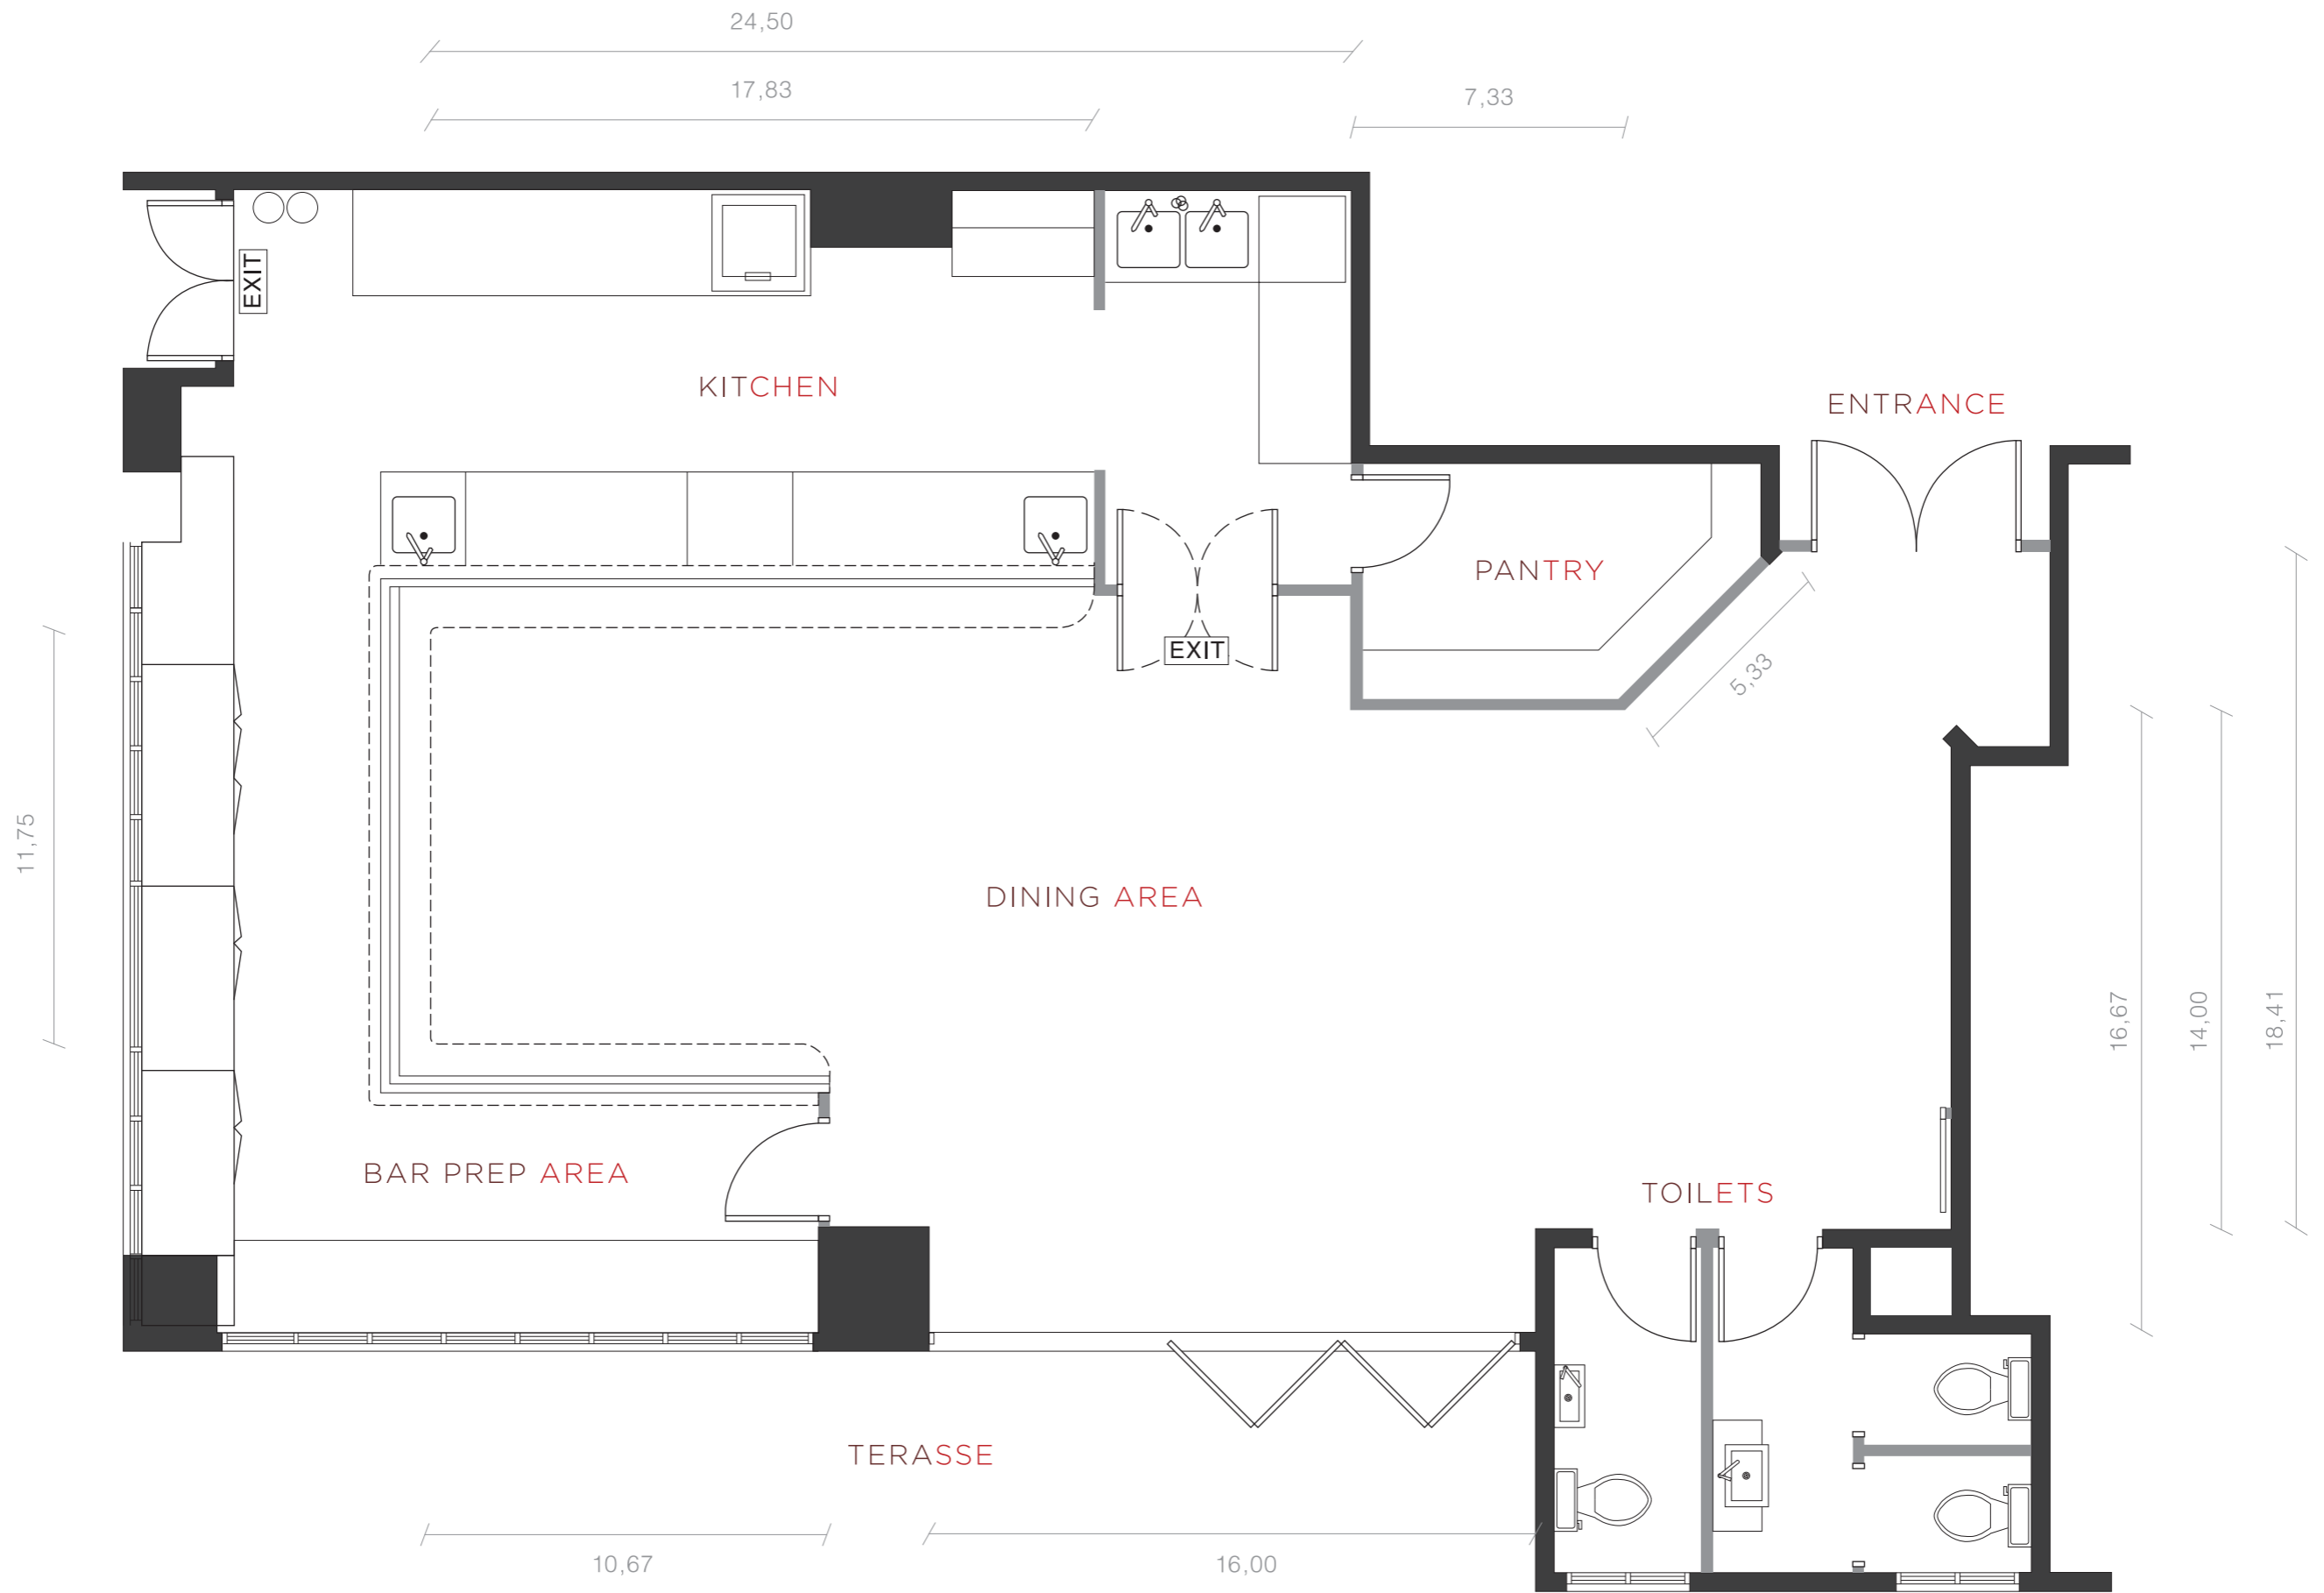 24,50
17,83
7,33
EXIT
KITCHEN
ENTRANCE
PANTRY
EXIT
5,33
11,75
DINING AREA
16,67
14,00
18,41
BAR PREP AREA
TOILETS
TERASSE
10,67
16,00